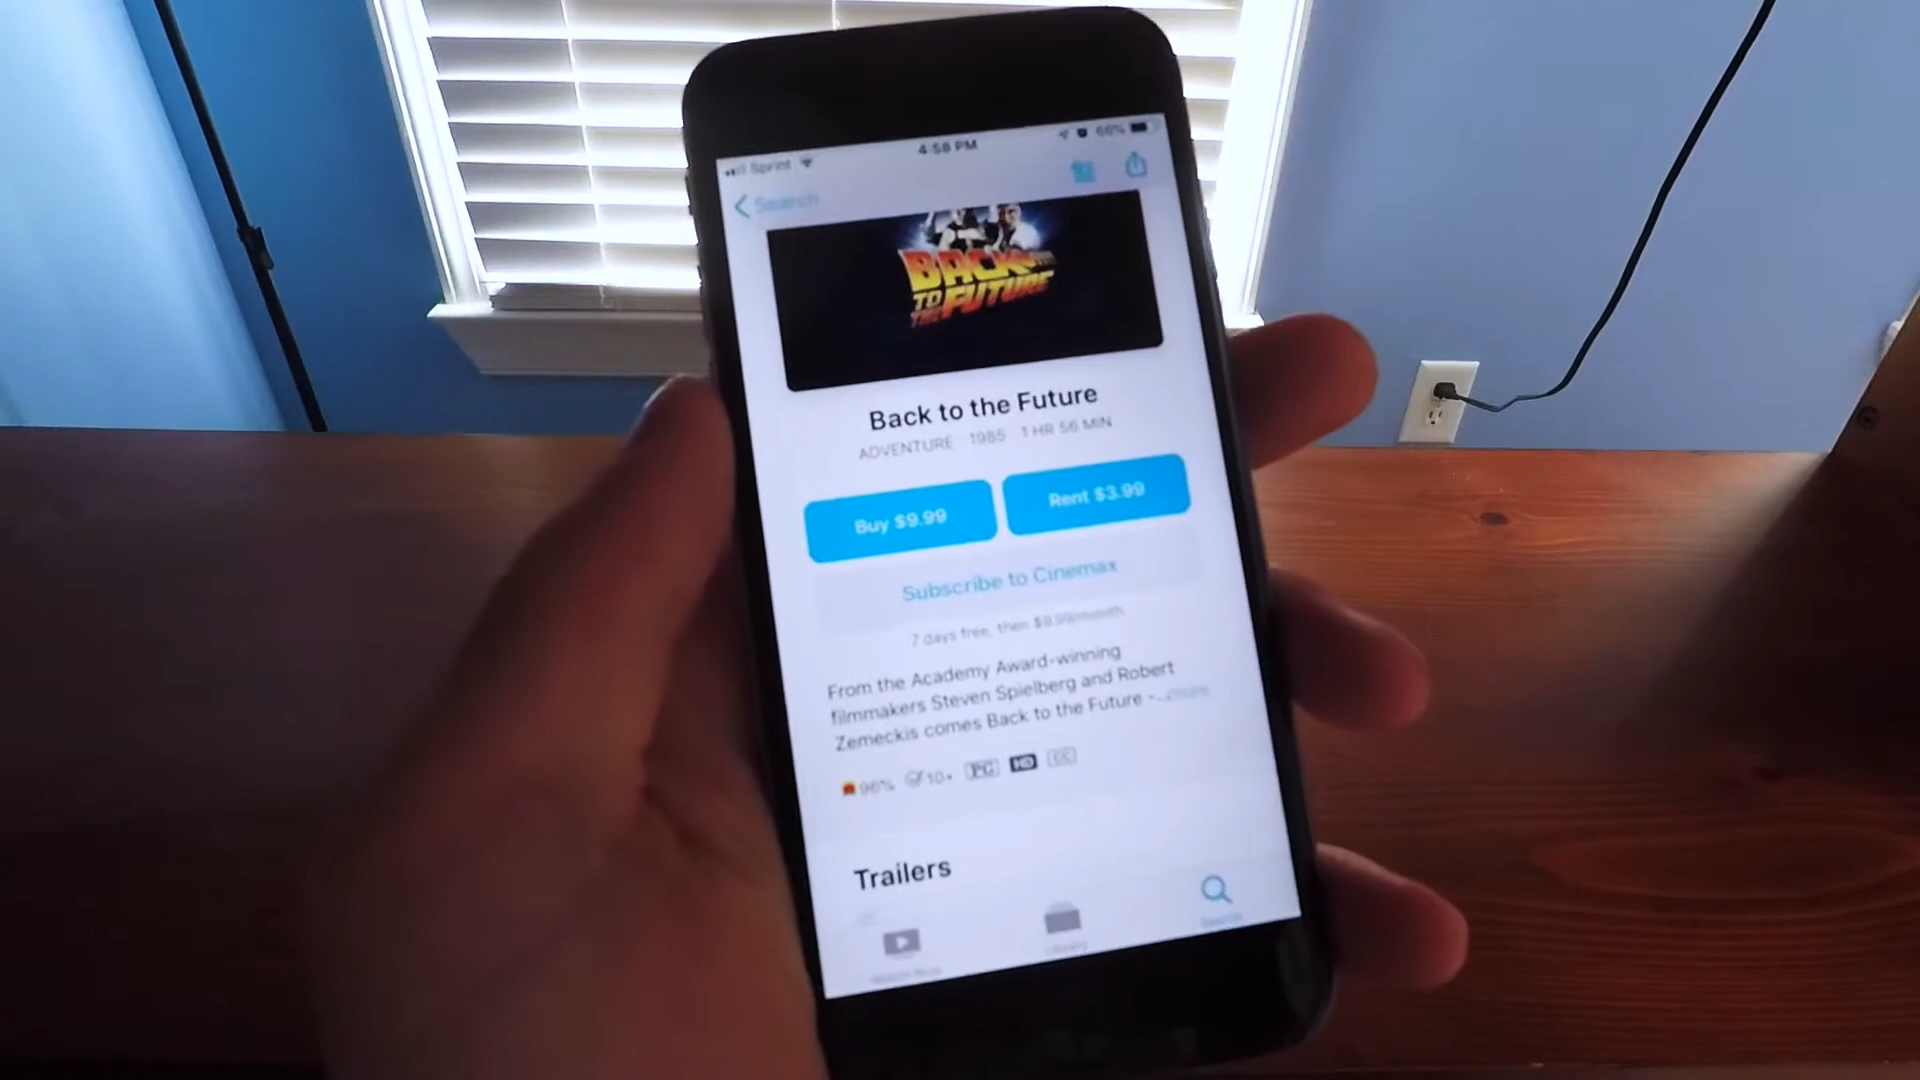 Sprint
4:58 PM
66%
Search
BACK TO THE FUTURE
Back to the Future
ADVENTURE 1985 1 HR 56 MIN
Buy $9.99
Rent $3.99
Subscribe to Cinemax
7 days free, then $9.99/month
From the Academy Award-winning
filmmakers Steven Spielberg and Robert
Zemeckis comes Back to the Future -...more
96% 10+ PG HD CC
Trailers
Library
Search